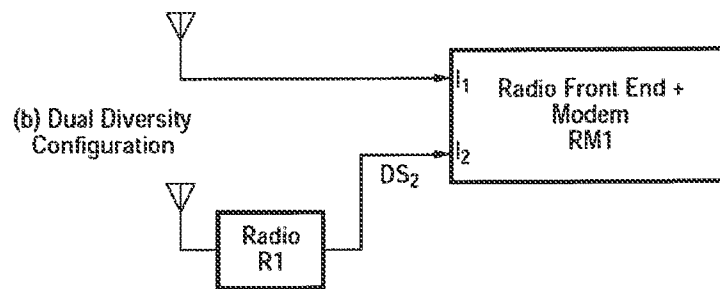 I1
Radio Front End +
Modem
RM1
(b) Dual Diversity
Configuration
I2
DS2
Radio
R1